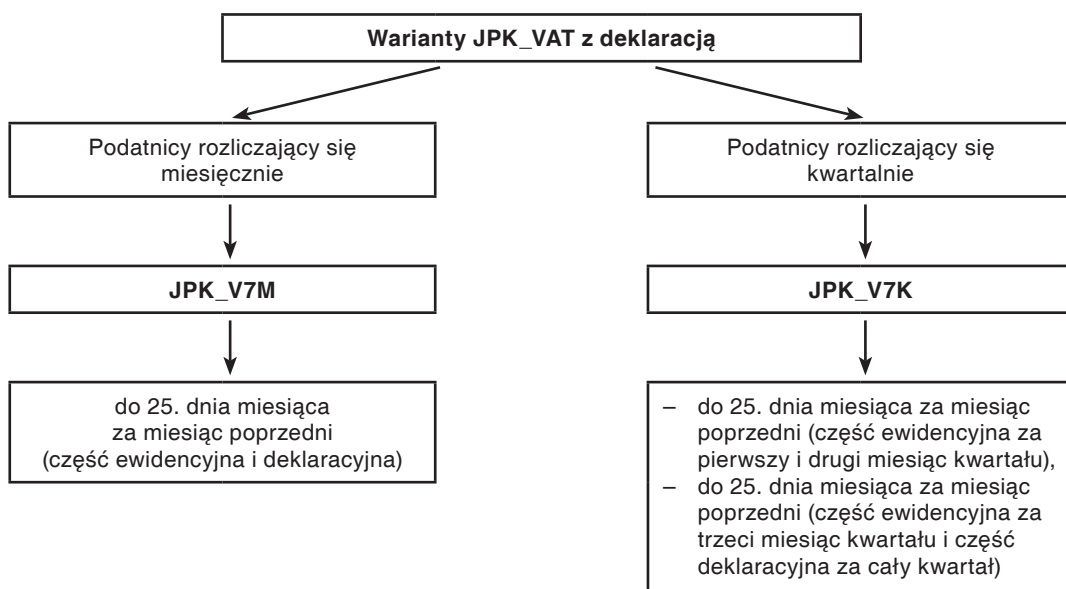 Warianty JPK_VAT z deklaracją
Podatnicy rozliczający się
miesięcznie
JPK_V7M
do 25. dnia miesiąca
za miesiąc poprzedni
(część ewidencyjna i deklaracyjna)
Podatnicy rozliczający się
kwartalnie
JPK_V7K
– do 25. dnia miesiąca za miesiąc
poprzedni (część ewidencyjna za
pierwszy i drugi miesiąc kwartału),
– do 25. dnia miesiąca za miesiąc
poprzedni (część ewidencyjna za
trzeci miesiąc kwartału i część
deklaracyjna za cały kwartał)